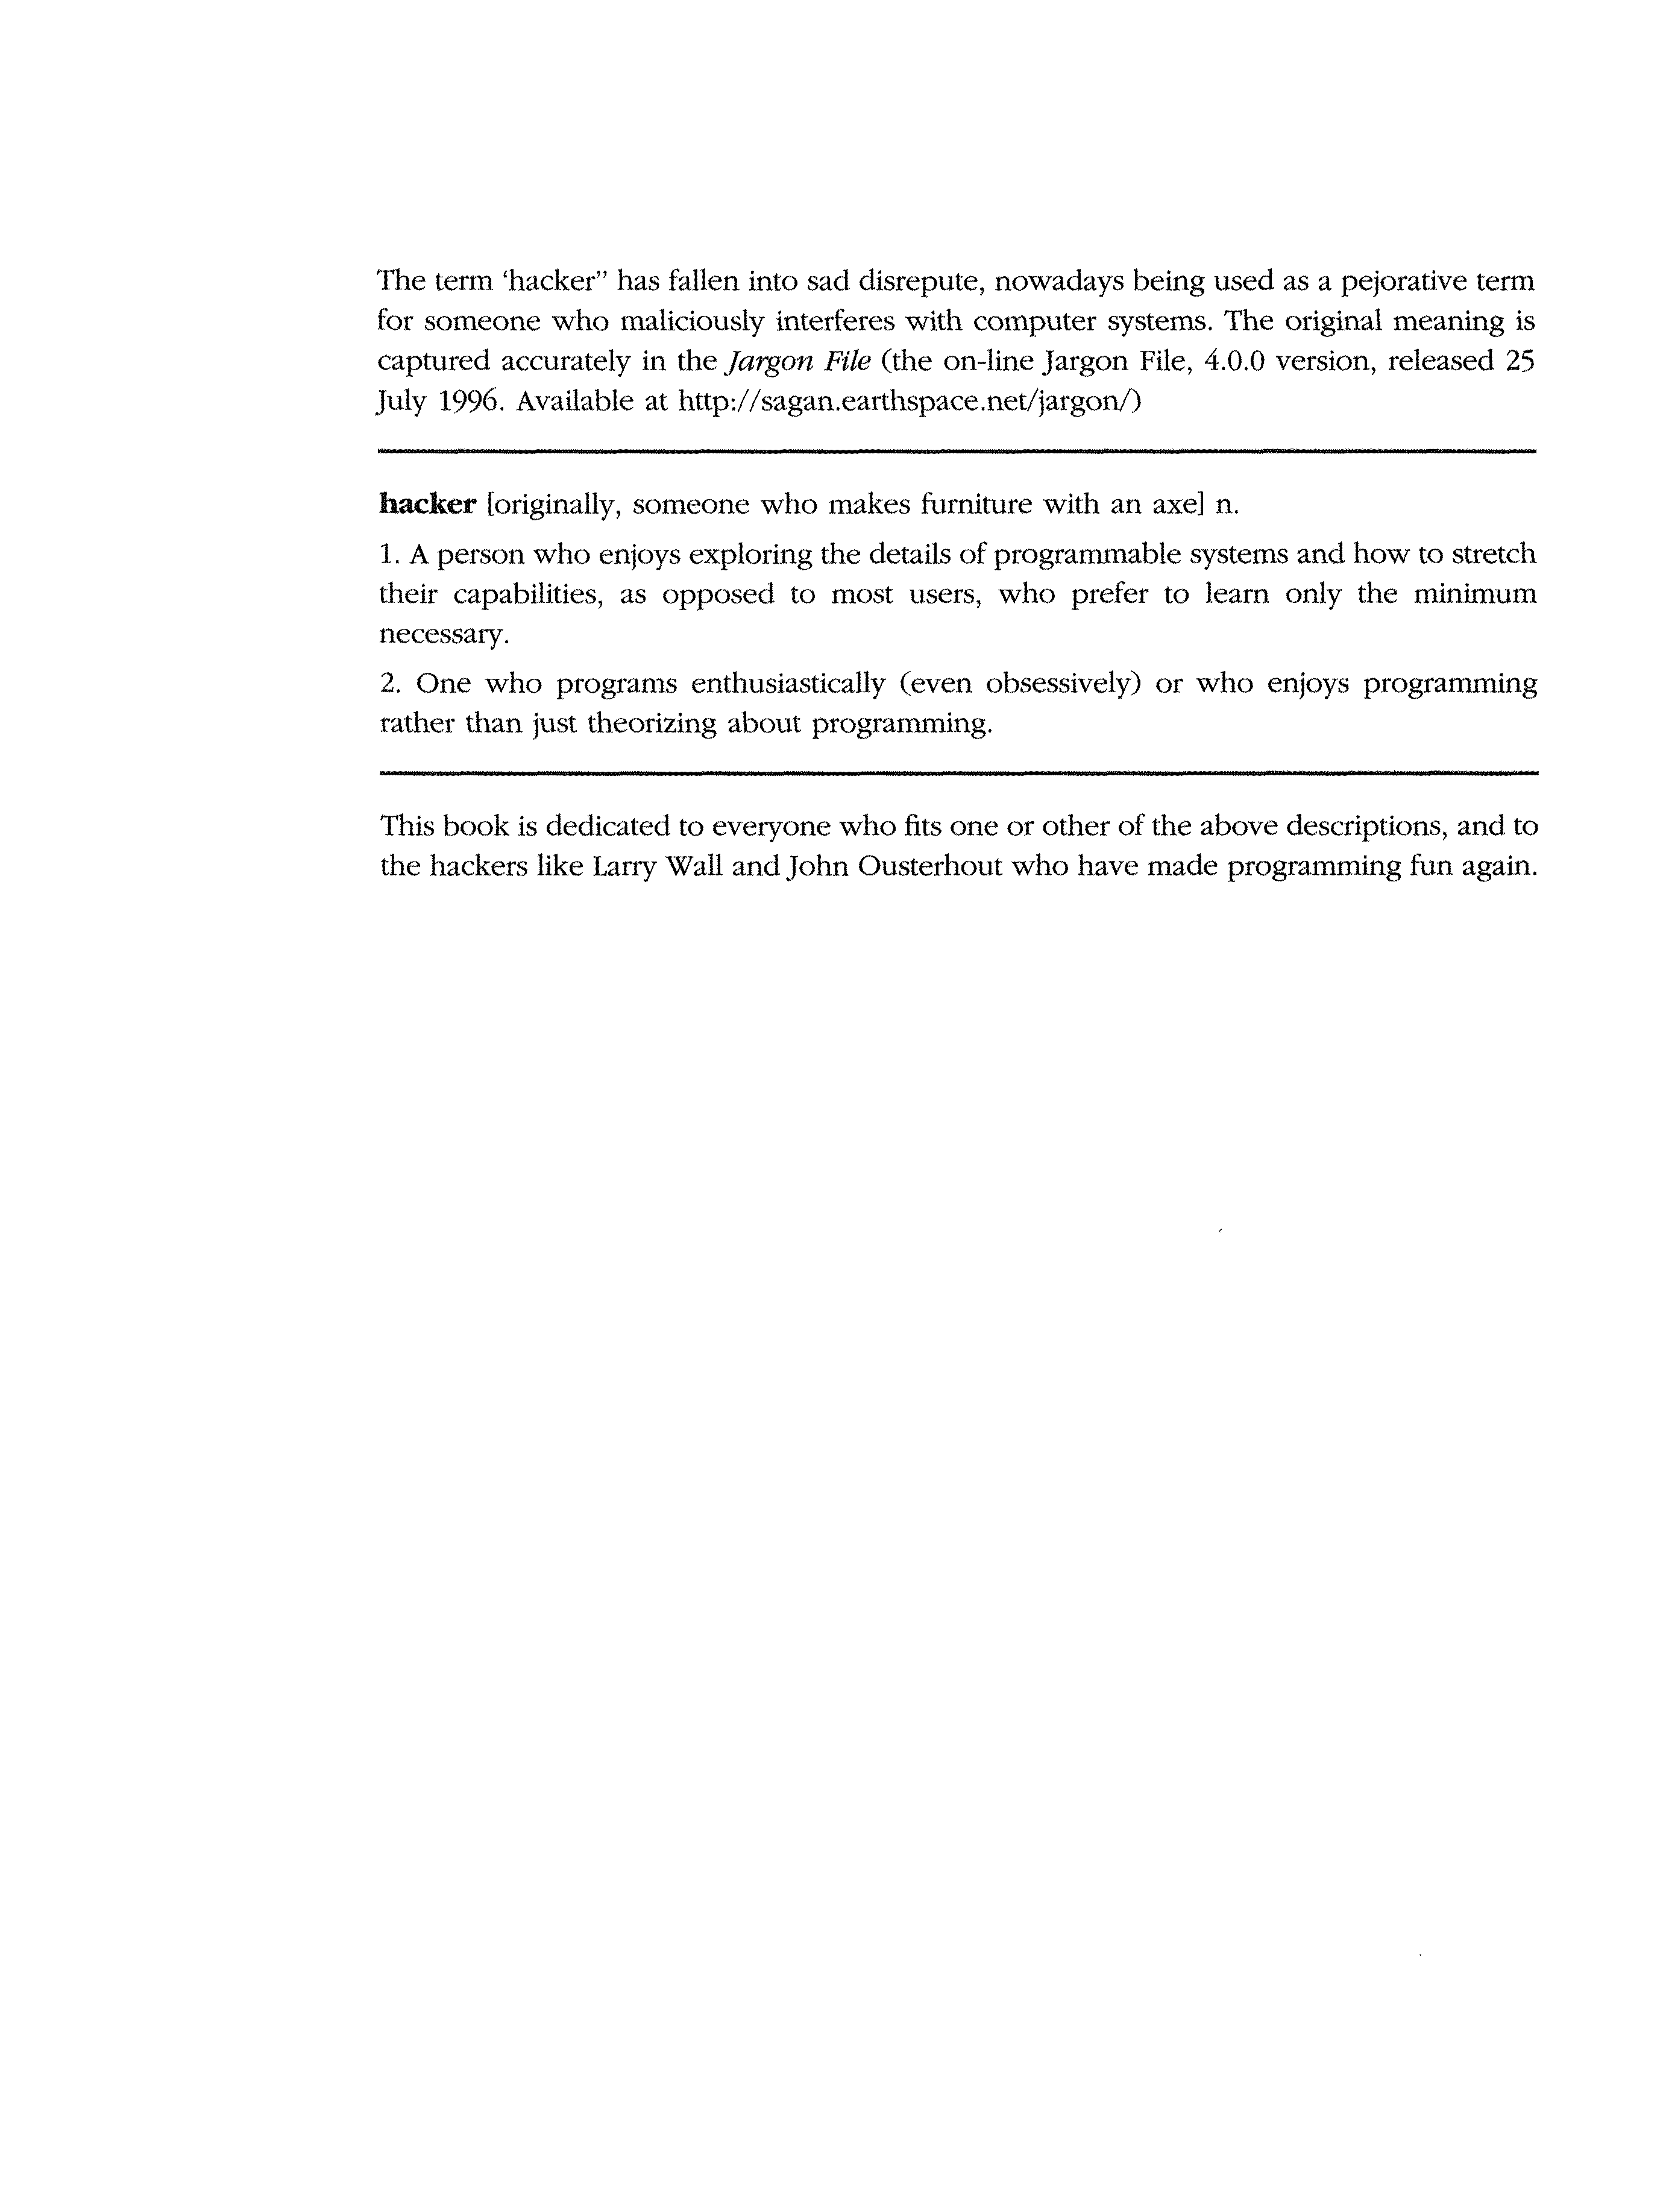 The term ‘hacker” has fallen into sad disrepute, nowadays being used as a pejorative term
for someone who maliciously interferes with computer systems. The original meaning is
captured accurately in the Jargon File (the on-line Jargon File, 4.0.0 version, released 25
July 1996. Available at http://sagan.earthspace.net/jargon/)
hacker [originally, someone who makes furniture with an axe] n.
1. A person who enjoys exploring the details of programmable systems and how to stretch
their capabilities, as opposed to most users, who prefer to learn only the minimum
necessary.
2. One who programs enthusiastically (even obsessively) or who enjoys programming
rather than just theorizing about programming.
This book is dedicated to everyone who fits one or other of the above descriptions, and to
the hackers like Larry Wall and John Ousterhout who have made programming fun again.